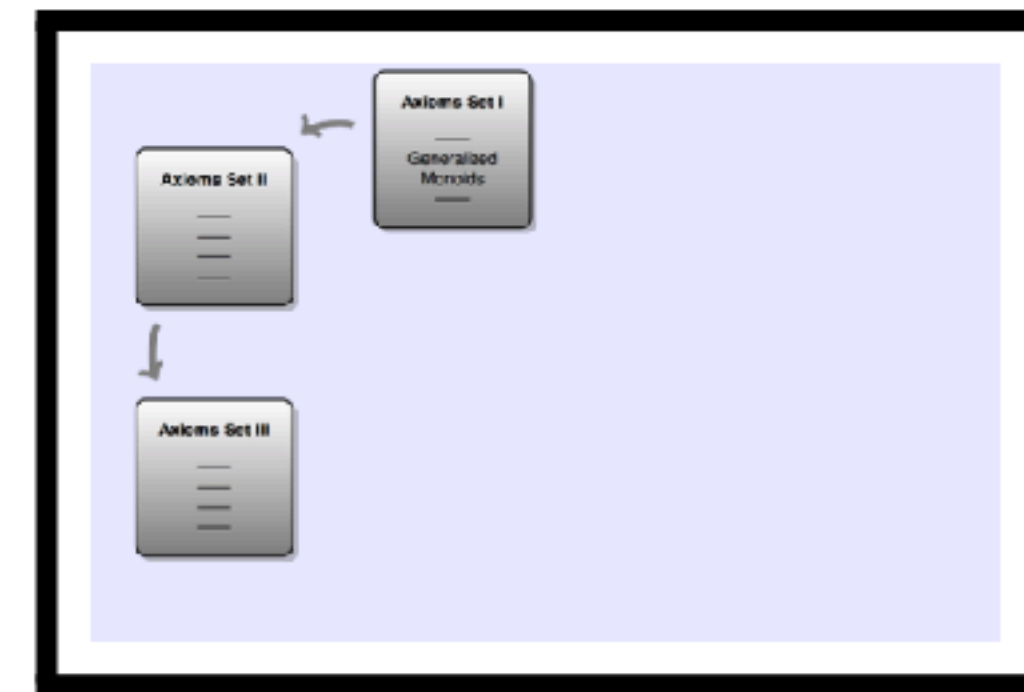 Axioms Set I
Generalized
Monoids
Axioms Set II
Axioms Set III